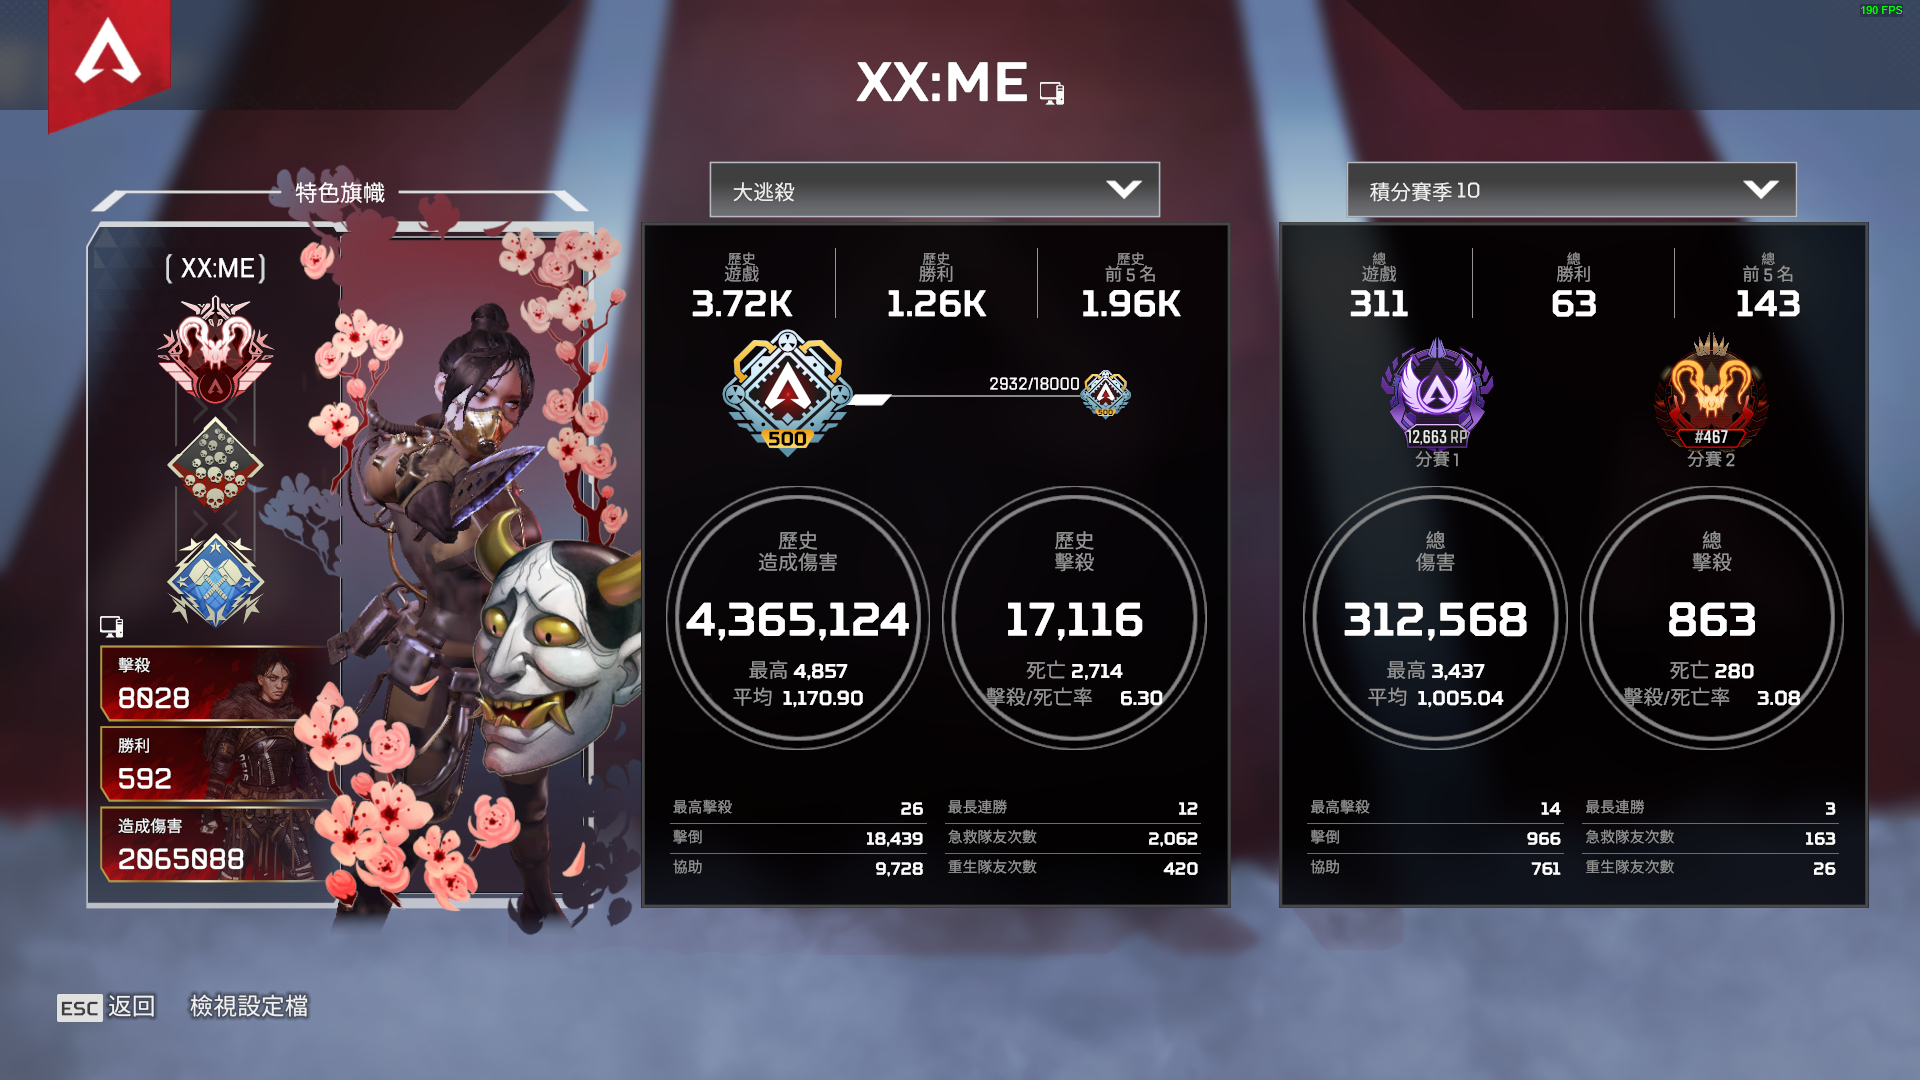 190 FPS
XX:ME
特色旗幟
[ XX:ME ]
擊殺
8028
勝利
592
造成傷害
2065088
大逃殺
歷史
遊戲
3.72K
歷史
勝利
1.26K
歷史
前 5 名
1.96K
500
2932/18000
500
歷史
造成傷害
4,365,124
最高 4,857
平均 1,170.90
歷史
擊殺
17,116
死亡 2,714
擊殺/死亡率 6.30
最高擊殺 26
擊倒 18,439
協助 9,728
最長連勝 12
急救隊友次數 2,062
重生隊友次數 420
積分賽季 10
總
遊戲
311
總
勝利
63
總
前 5 名
143
12,663 RP
分賽 1
#467
分賽 2
總
傷害
312,568
最高 3,437
平均 1,005.04
總
擊殺
863
死亡 280
擊殺/死亡率 3.08
最高擊殺 14
擊倒 966
協助 761
最長連勝 3
急救隊友次數 163
重生隊友次數 26
ESC 返回 檢視設定檔